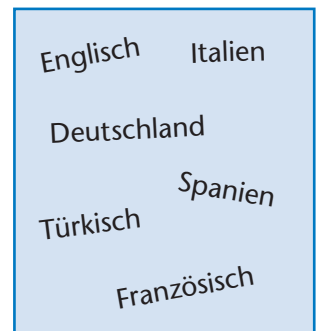 Englisch
Italien
Deutschland
Spanien
Türkisch
Französisch